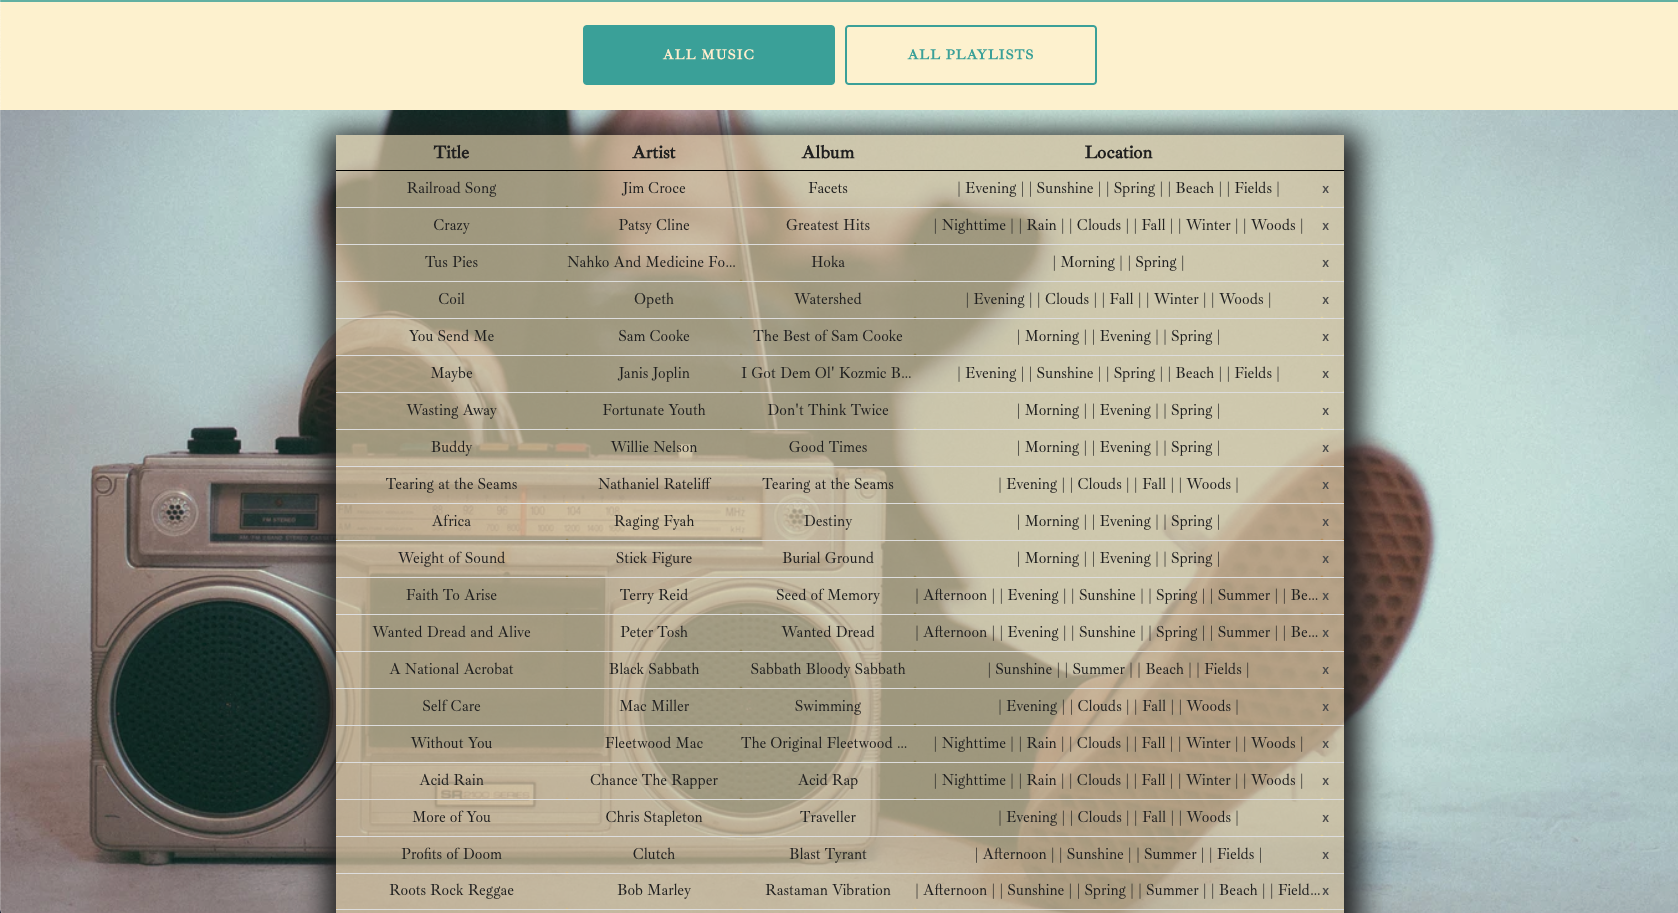 ALL MUSIC ALL PLAYLISTS
Title Artist Album Location
Railroad Song Jim Croce Facets | Evening | | Sunshine | | Spring | | Beach | | Fields | x
Crazy Patsy Cline Greatest Hits | Nighttime | | Rain | | Clouds | | Fall | | Winter | | Woods | x
Tus Pies Nahko And Medicine Fo... Hoka | Morning | | Spring | x
Coil Opeth Watershed | Evening | | Clouds | | Fall | | Winter | | Woods | x
You Send Me Sam Cooke The Best of Sam Cooke | Morning | | Evening | | Spring | x
Maybe Janis Joplin I Got Dem Ol' Kozmic B... | Evening | | Sunshine | | Spring | | Beach | | Fields | x
Wasting Away Fortunate Youth Don't Think Twice | Morning | | Evening | | Spring | x
Buddy Willie Nelson Good Times | Morning | | Evening | | Spring | x
Tearing at the Seams Nathaniel Rateliff Tearing at the Seams | Evening | | Clouds | | Fall | | Woods | x
Africa Raging Fyah Destiny | Morning | | Evening | | Spring | x
Weight of Sound Stick Figure Burial Ground | Morning | | Evening | | Spring | x
Faith To Arise Terry Reid Seed of Memory | Afternoon | | Evening | | Sunshine | | Spring | | Summer | | Be... x
Wanted Dread and Alive Peter Tosh Wanted Dread | Afternoon | | Evening | | Sunshine | | Spring | | Summer | | Be... x
A National Acrobat Black Sabbath Sabbath Bloody Sabbath | Sunshine | | Summer | | Beach | | Fields | x
Self Care Mac Miller Swimming | Evening | | Clouds | | Fall | | Woods | x
Without You Fleetwood Mac The Original Fleetwood ... | Nighttime | | Rain | | Clouds | | Fall | | Winter | | Woods | x
Acid Rain Chance The Rapper Acid Rap | Nighttime | | Rain | | Clouds | | Fall | | Winter | | Woods | x
More of You Chris Stapleton Traveller | Evening | | Clouds | | Fall | | Woods | x
Profits of Doom Clutch Blast Tyrant | Afternoon | | Sunshine | | Summer | | Fields | x
Roots Rock Reggae Bob Marley Rastaman Vibration | Afternoon | | Sunshine | | Spring | | Summer | | Beach | | Field... x
FM STEREO
MHz
88 92 96 100 104 108
SERIES